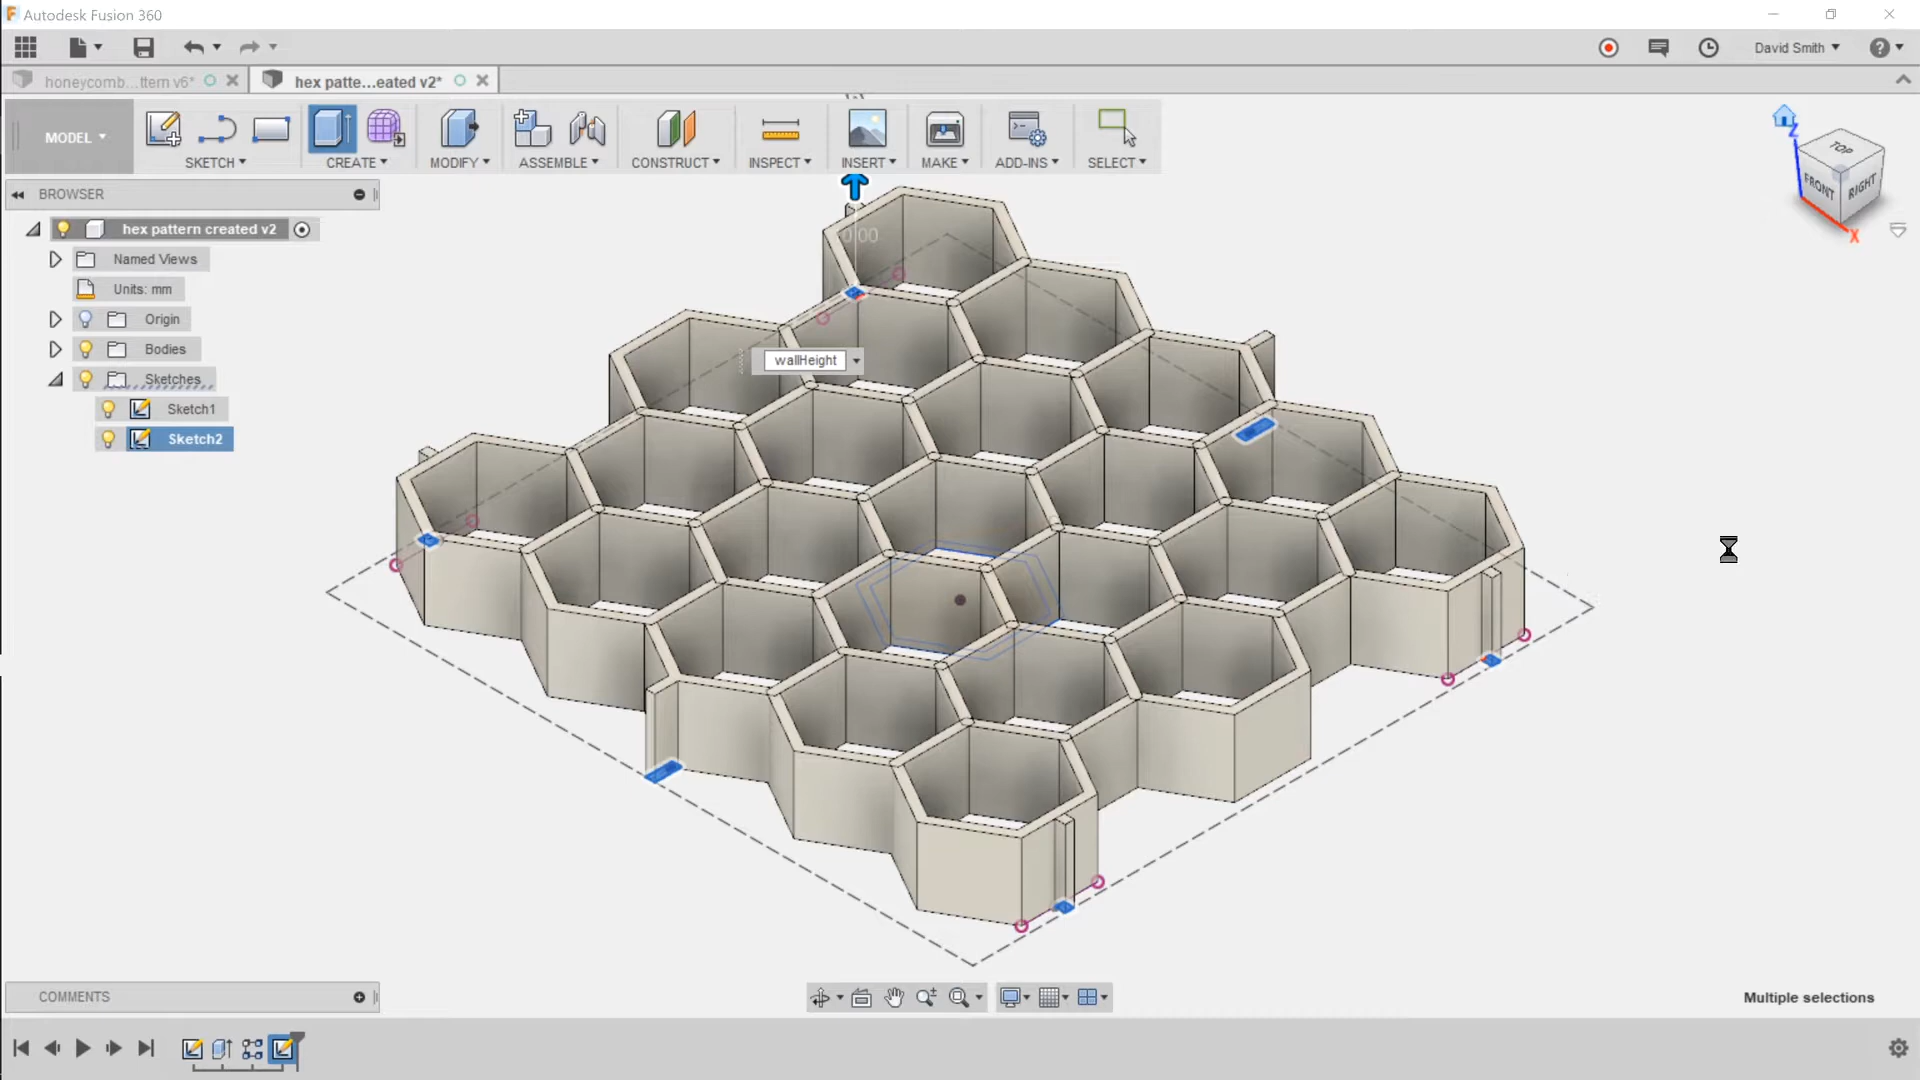 Autodesk Fusion 360
David Smith
honeycomb...ttern v6*
hex patte...eated v2*
MODEL
SKETCH
CREATE
MODIFY
ASSEMBLE
CONSTRUCT
INSPECT
INSERT
MAKE
ADD-INS
SELECT
TOP
FRONT
RIGHT
Z
X
BROWSER
hex pattern created v2
Named Views
Units: mm
Origin
Bodies
Sketches
Sketch1
Sketch2
0.00
wallHeight
COMMENTS
Multiple selections